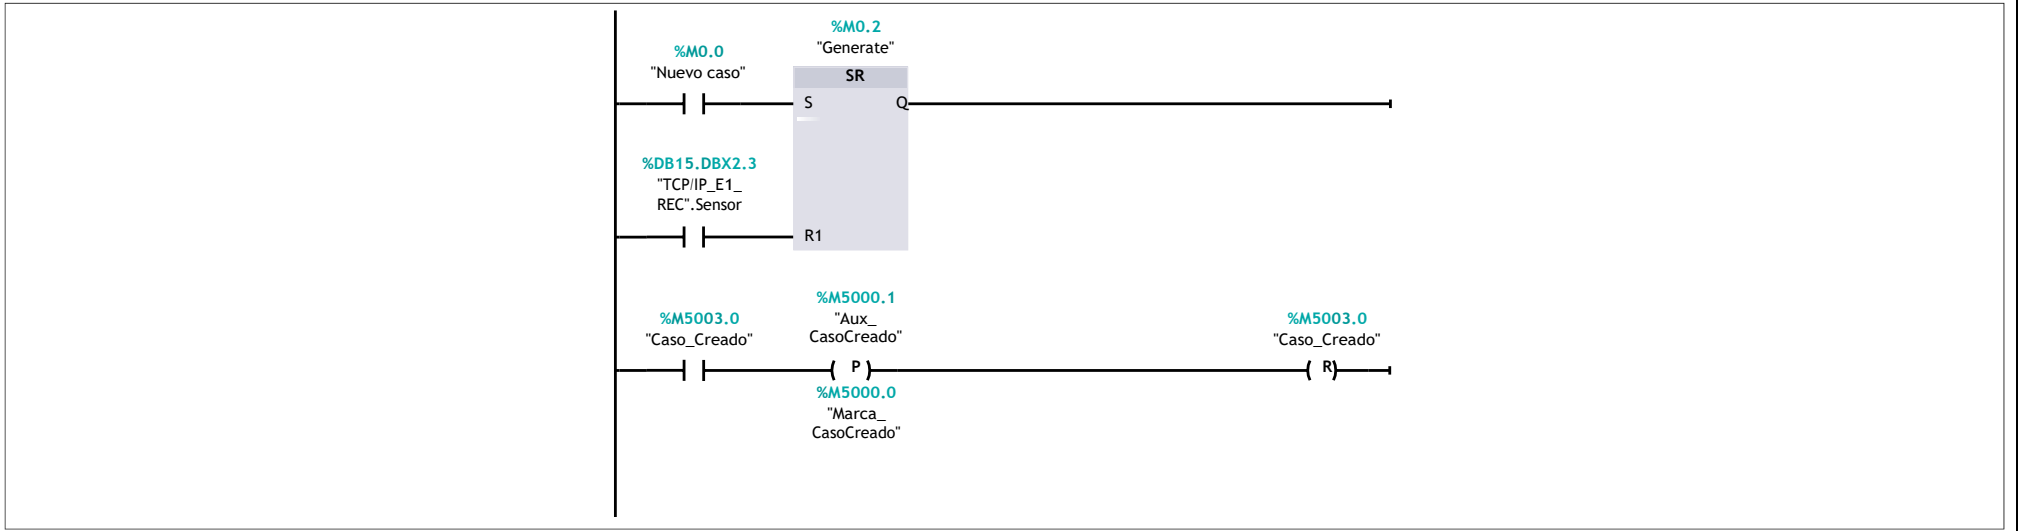 %M0.2
"Generate"
%M0.0
"Nuevo caso"
SR
S
Q
%DB15.DBX2.3
"TCP/IP_E1_
REC".Sensor
R1
%M5000.1
"Aux_
CasoCreado"
%M5003.0
"Caso_Creado"
%M5003.0
"Caso_Creado"
P
R
%M5000.0
"Marca_
CasoCreado"